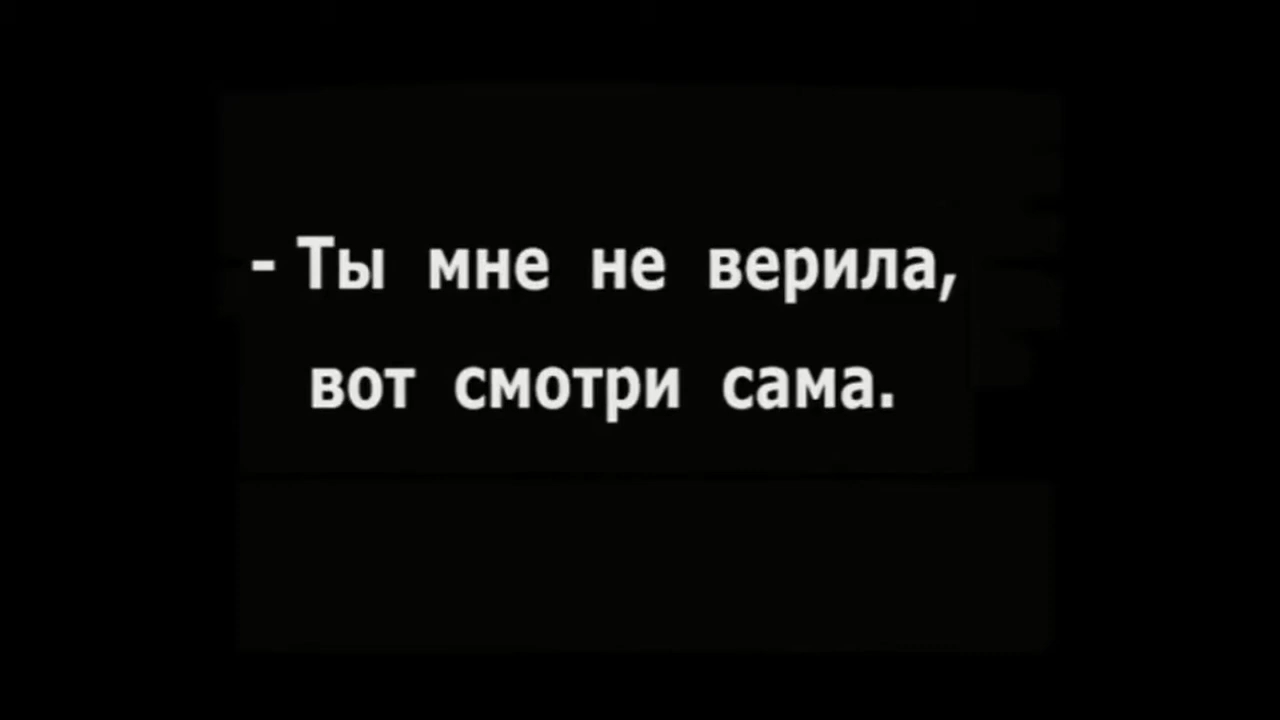 - Ты мне не верила,
вот смотри сама.